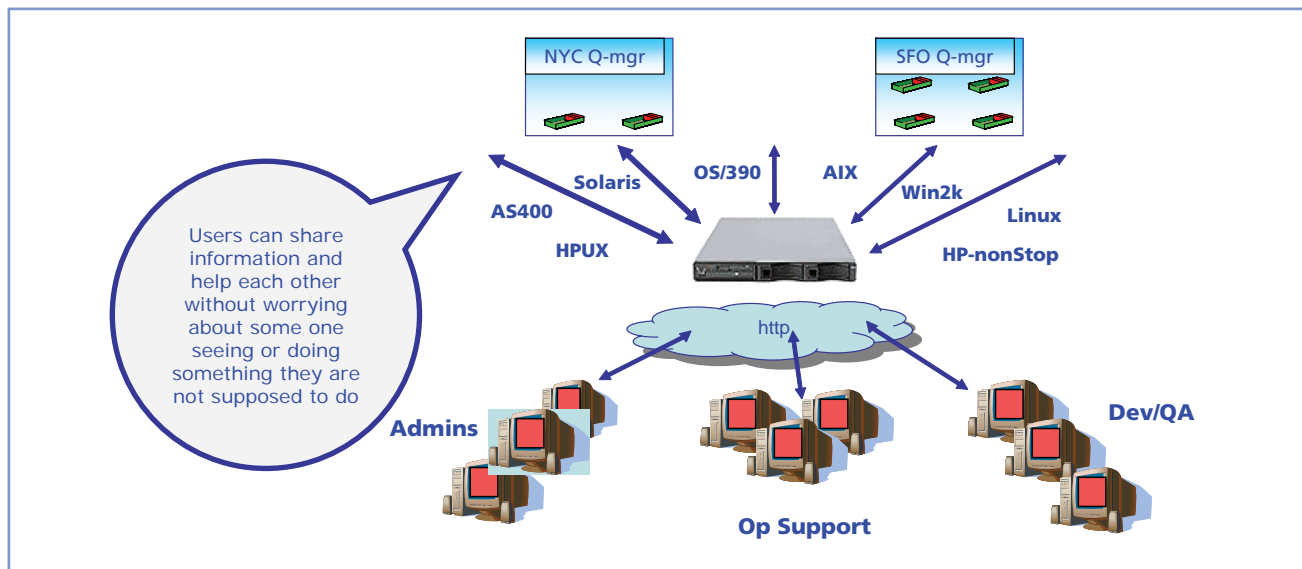 NYC Q-mgr
SFO Q-mgr
Solaris
OS/390
AIX
Win2k
AS400
Linux
HPUX
HP-nonStop
Users can share
information and
help each other
without worrying
about some one
seeing or doing
something they are
not supposed to do
http
Admins
Dev/QA
Op Support